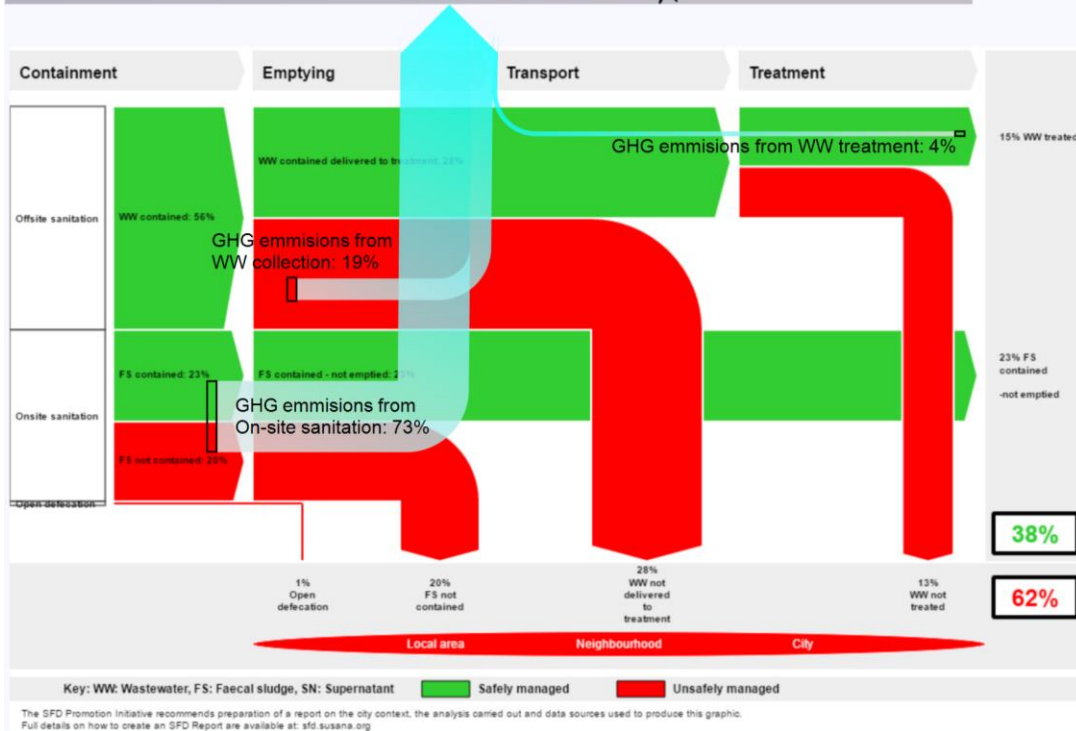 Containment
Emptying
Transport
Treatment
Offsite sanitation
WW contained: 56%
WW contained delivered to treatment: 28%
GHG emmisions from WW treatment: 4%
15% WW treated
GHG emmisions from
WW collection: 19%
Onsite sanitation
FS contained: 23%
FS contained - not emptied: 23%
23% FS
contained
-not emptied
GHG emmisions from
On-site sanitation: 73%
FS not contained: 20%
Open defecation
38%
1%
Open
defecation
20%
FS not
contained
28%
WW not
delivered
to
treatment
13%
WW not
treated
62%
Local area
Neighbourhood
City
Key: WW: Wastewater, FS: Faecal sludge, SN: Supernatant
Safely managed
Unsafely managed
The SFD Promotion Initiative recommends preparation of a report on the city context, the analysis carried out and data sources used to produce this graphic.
Full details on how to create an SFD Report are available at: sfd.susana.org